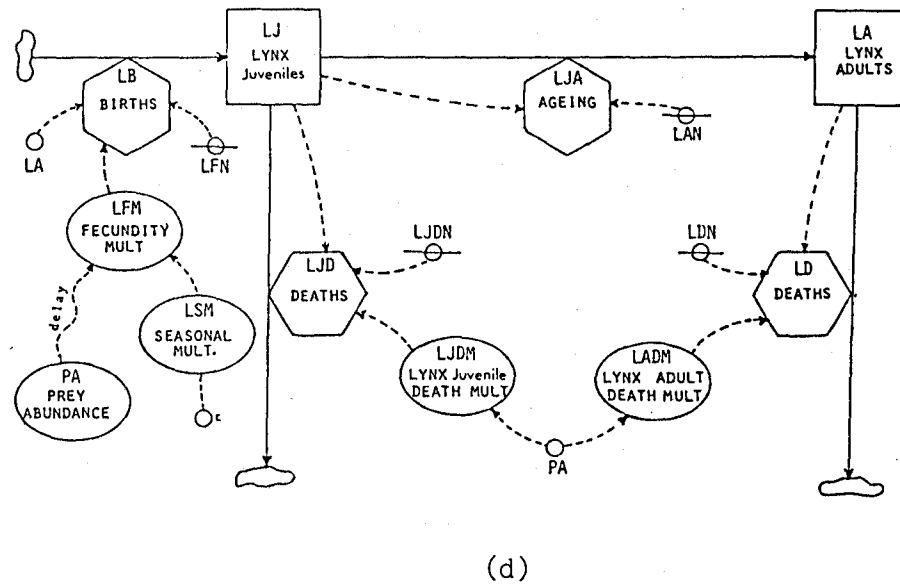 LJ
LYNX
Juveniles
LA
LYNX
ADULTS
LB
BIRTHS
LJA
AGEING
LA
LFN
LAN
LFM
FECUNDITY
MULT
LJDN
LDN
LJD
DEATHS
LD
DEATHS
delay
LSM
SEASONAL
MULT.
LJDM
LYNX Juvenile
DEATH MULT
LADM
LYNX ADULT
DEATH MULT
PA
PREY
ABUNDANCE
PA
(d)